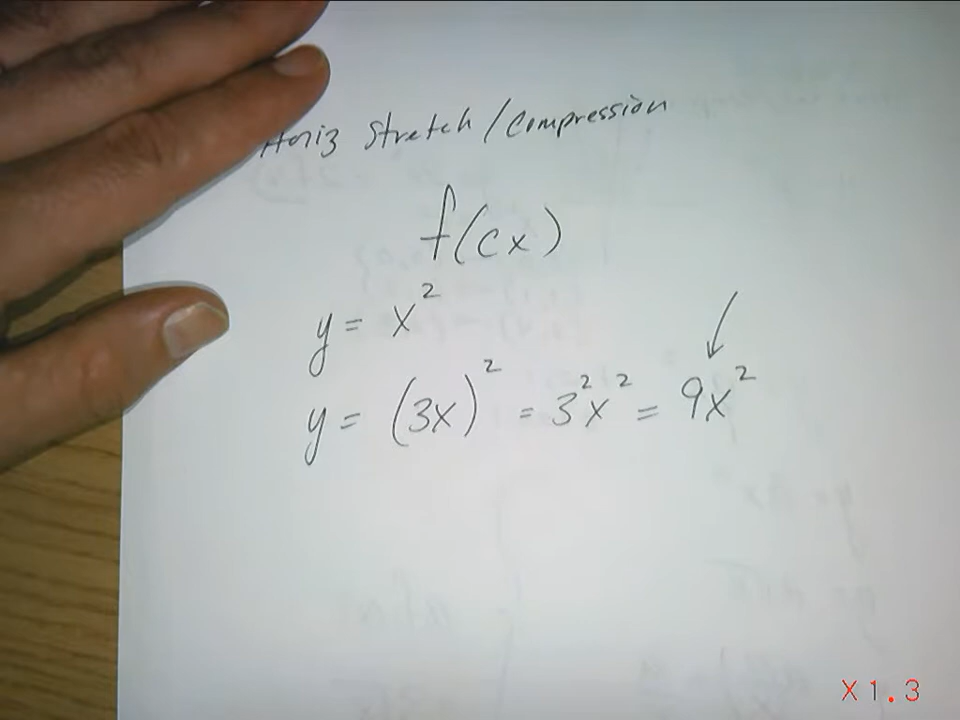 Horiz Stretch / Compression
f(cx)
y = x²
y = (3x)² = 3²x² = 9x²
X1.3